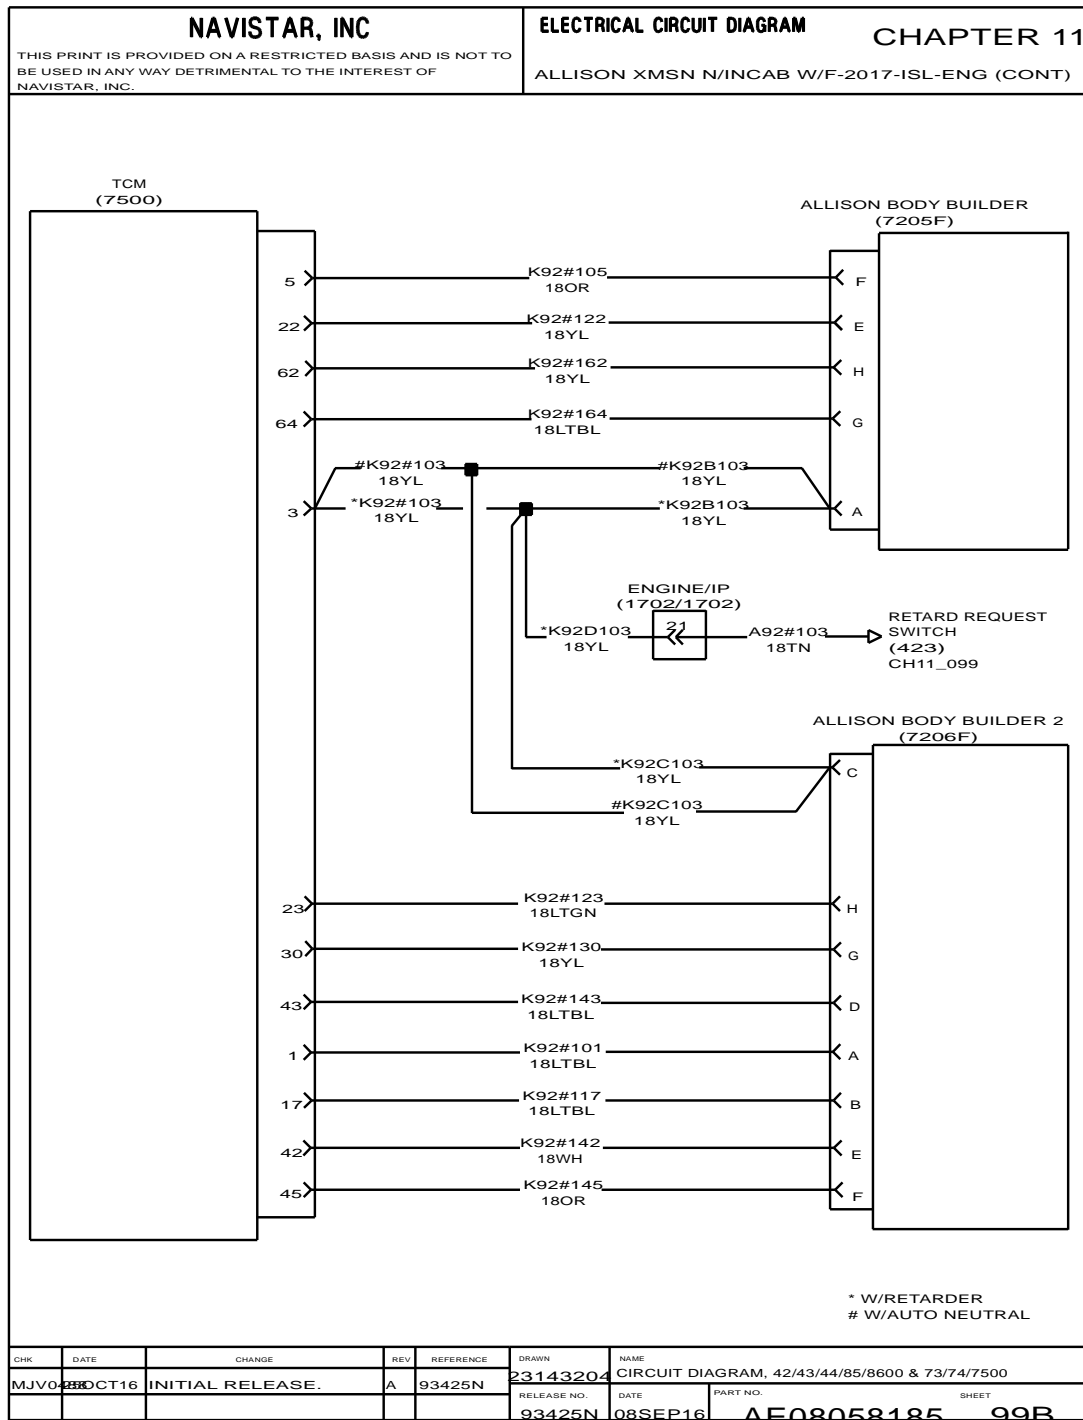 NAVISTAR, INC
THIS PRINT IS PROVIDED ON A RESTRICTED BASIS AND IS NOT TO
BE USED IN ANY WAY DETRIMENTAL TO THE INTEREST OF
NAVISTAR, INC.
ELECTRICAL CIRCUIT DIAGRAM
CHAPTER 11
ALLISON XMSN N/INCAB W/F-2017-ISL-ENG (CONT)
TCM
(7500)
ALLISON BODY BUILDER
(7205F)
5
K92#105
18OR
F
22
K92#122
18YL
E
62
K92#162
18YL
H
64
K92#164
18LTBL
G
#K92#103
18YL
#K92B103
18YL
3
*K92#103
18YL
*K92B103
18YL
A
ENGINE/IP
(1702/1702)
*K92D103
18YL
21
A92#103
18TN
RETARD REQUEST
SWITCH
(423)
CH11_099
ALLISON BODY BUILDER 2
(7206F)
*K92C103
18YL
C
#K92C103
18YL
23
K92#123
18LTGN
H
30
K92#130
18YL
G
43
K92#143
18LTBL
D
1
K92#101
18LTBL
A
17
K92#117
18LTBL
B
42
K92#142
18WH
E
45
K92#145
18OR
F
* W/RETARDER
# W/AUTO NEUTRAL
CHK DATE CHANGE REV REFERENCE
INITIAL RELEASE. A 93425N
DRAWN
23143204
NAME
CIRCUIT DIAGRAM, 42/43/44/85/8600 & 73/74/7500
RELEASE NO.
93425N
DATE
08SEP16
PART NO.
AE08058185
SHEET
99B